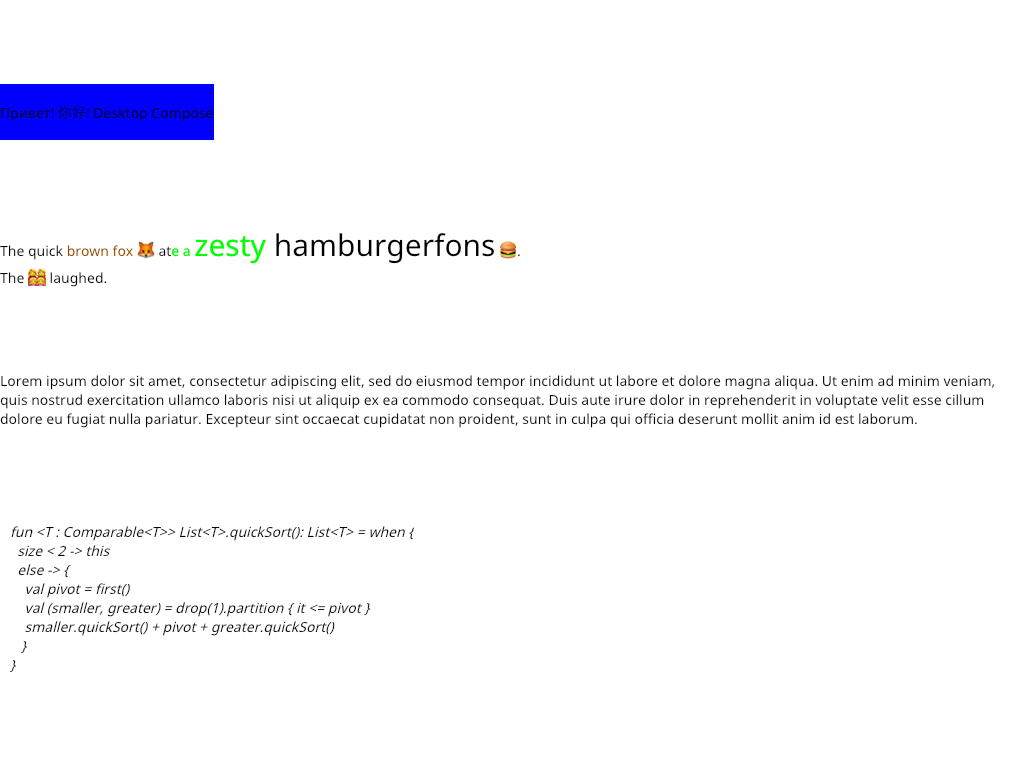 Привет! 你好! Desktop Compose
The quick brown fox 🦊 ate a zesty hamburgerfons 🍔.
The 👯 laughed.
Lorem ipsum dolor sit amet, consectetur adipiscing elit, sed do eiusmod tempor incididunt ut labore et dolore magna aliqua. Ut enim ad minim veniam,
quis nostrud exercitation ullamco laboris nisi ut aliquip ex ea commodo consequat. Duis aute irure dolor in reprehenderit in voluptate velit esse cillum
dolore eu fugiat nulla pariatur. Excepteur sint occaecat cupidatat non proident, sunt in culpa qui officia deserunt mollit anim id est laborum.
fun <T : Comparable<T>> List<T>.quickSort(): List<T> = when {
  size < 2 -> this
  else -> {
    val pivot = first()
    val (smaller, greater) = drop(1).partition { it <= pivot }
    smaller.quickSort() + pivot + greater.quickSort()
   }
}